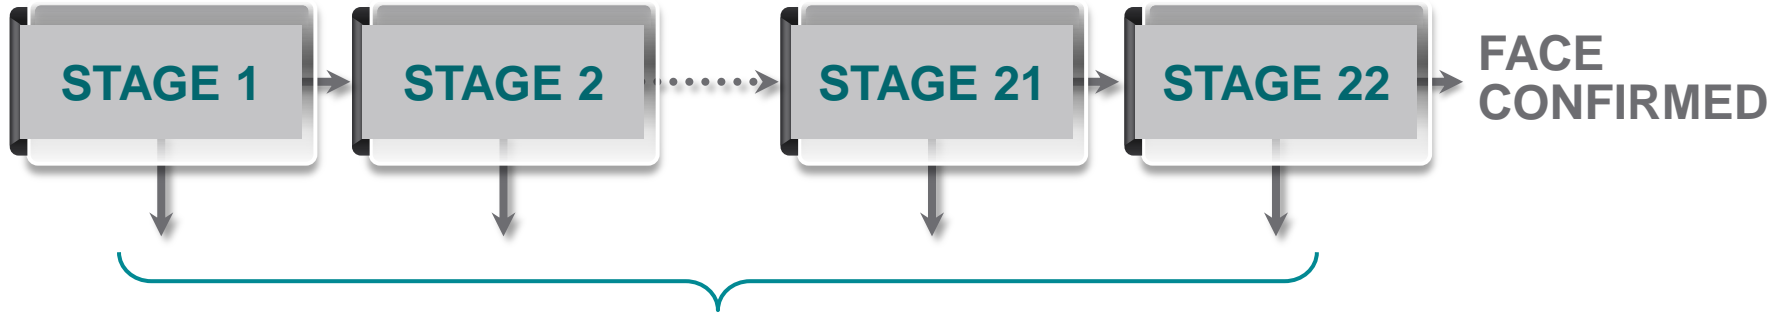 STAGE 1
STAGE 2
STAGE 21
STAGE 22
FACE
CONFIRMED